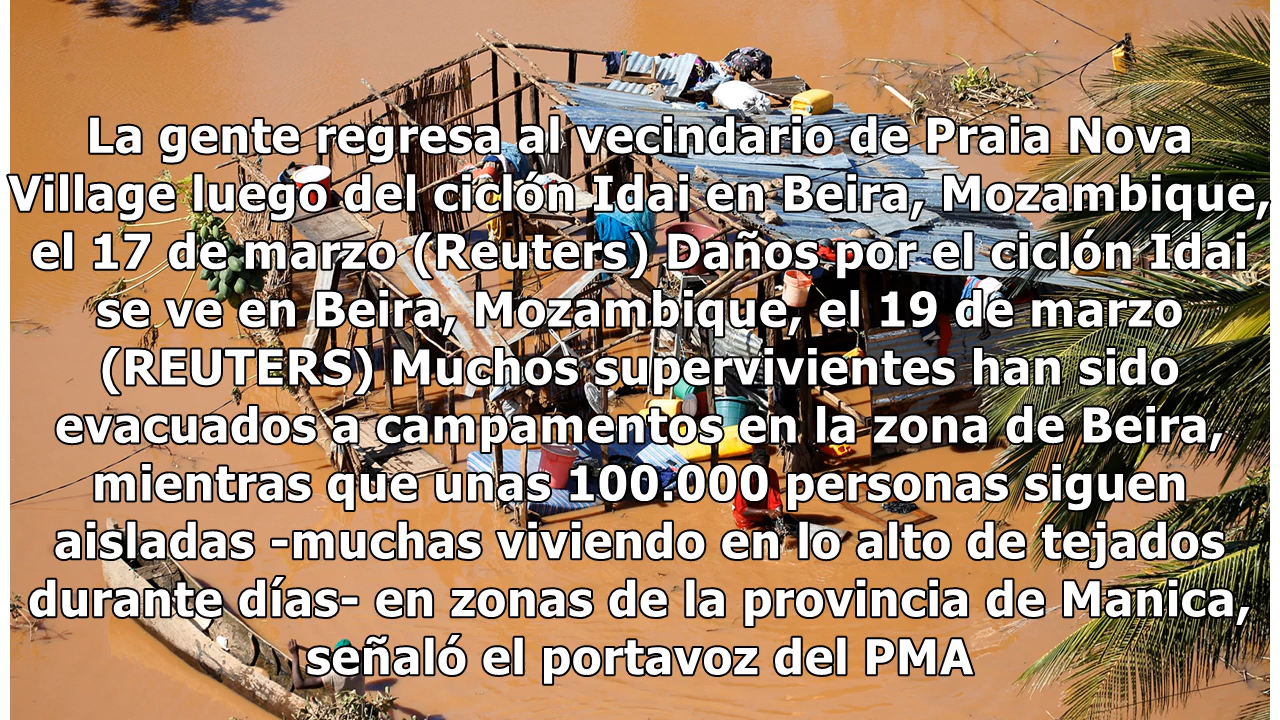 La gente regresa al vecindario de Praia Nova
Village luego del ciclón Idai en Beira, Mozambique,
el 17 de marzo (Reuters) Daños por el ciclón Idai
se ve en Beira, Mozambique, el 19 de marzo
(REUTERS) Muchos supervivientes han sido
evacuados a campamentos en la zona de Beira,
mientras que unas 100.000 personas siguen
aisladas -muchas viviendo en lo alto de tejados
durante días- en zonas de la provincia de Manica,
señaló el portavoz del PMA